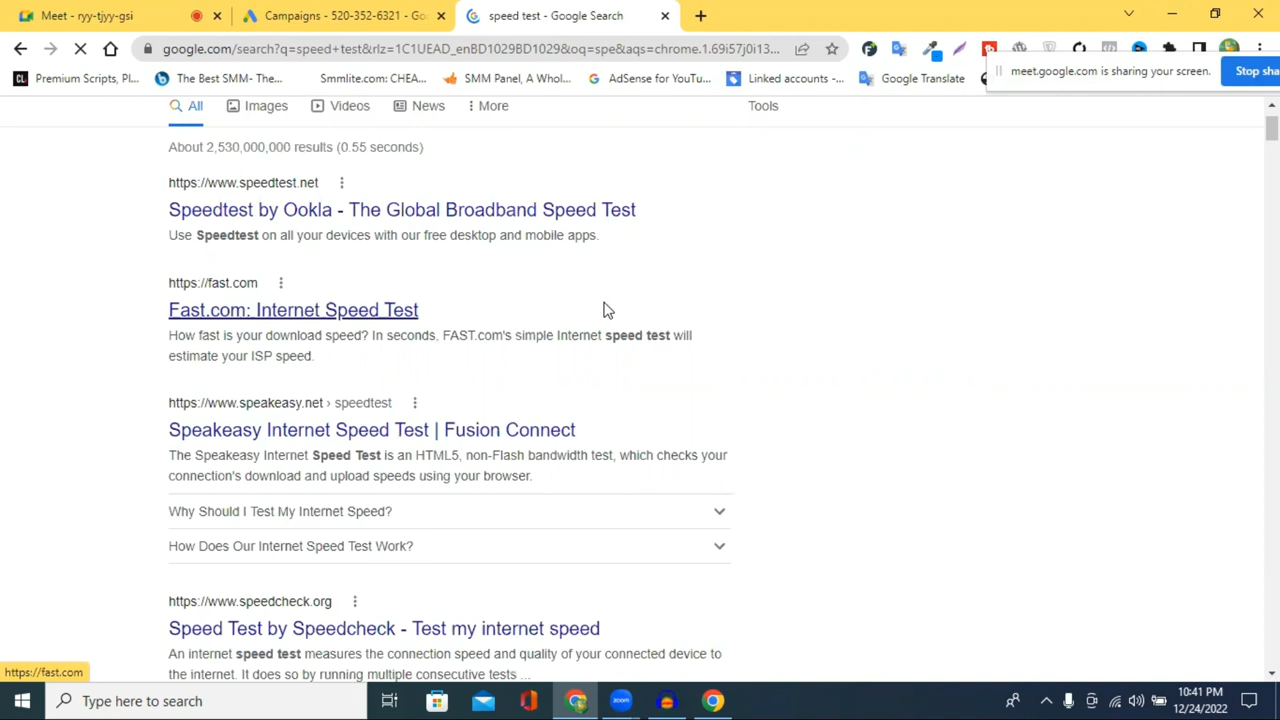 Meet - ryy-tjyy-gsi
Campaigns - 520-352-6321 - Go
speed test - Google Search
google.com/search?q=speed+test&rlz=1C1UEAD_enBD1029BD1029&oq=spe&aqs=chrome.1.69i57j0i13...
Premium Scripts, Pl...
The Best SMM- The...
Smmlite.com: CHEA...
SMM Panel, A Whol...
AdSense for YouTu...
Linked accounts -...
Google Translate
meet.google.com is sharing your screen.
Stop sha
All
Images
Videos
News
More
Tools
About 2,530,000,000 results (0.55 seconds)
https://www.speedtest.net
Speedtest by Ookla - The Global Broadband Speed Test
Use Speedtest on all your devices with our free desktop and mobile apps.
https://fast.com
Fast.com: Internet Speed Test
How fast is your download speed? In seconds, FAST.com's simple Internet speed test will
estimate your ISP speed.
https://www.speakeasy.net › speedtest
Speakeasy Internet Speed Test | Fusion Connect
The Speakeasy Internet Speed Test is an HTML5, non-Flash bandwidth test, which checks your
connection's download and upload speeds using your browser.
Why Should I Test My Internet Speed?
How Does Our Internet Speed Test Work?
https://www.speedcheck.org
Speed Test by Speedcheck - Test my internet speed
An internet speed test measures the connection speed and quality of your connected device to
the internet. It does so by running multiple consecutive tests ...
https://fast.com
Type here to search
zoom
10:41 PM
12/24/2022